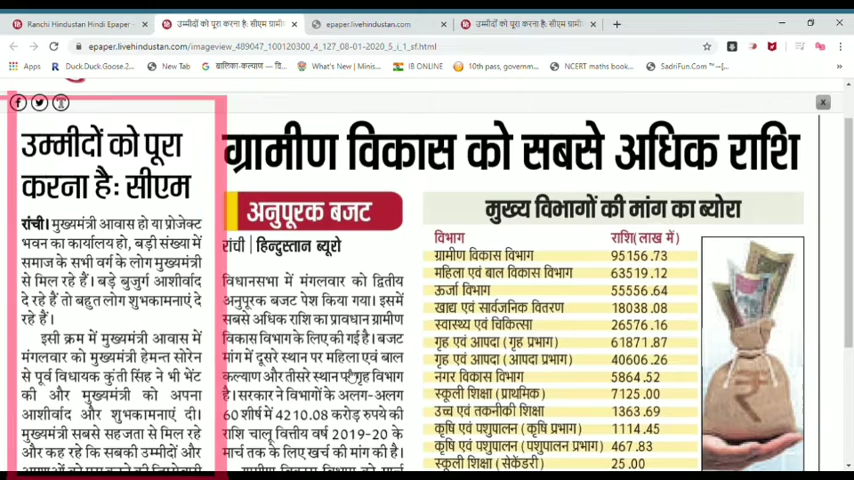 Ranchi Hindustan Hindi Epaper
उम्मीदों को पूरा करना है: सीएम ग्रामी
epaper.livehindustan.com
उम्मीदों को पूरा करना है: सीएम ग्रामी
epaper.livehindustan.com/imageview_489047_100120300_4_127_08-01-2020_5_i_1_sf.html
Apps
Duck.Duck.Goose.2...
New Tab
बालिका-कल्याण — वि...
What's New | Minis...
IB ONLINE
10th pass, governm...
NCERT maths book...
SadriFun.Com ™--[...
उम्मीदों को पूरा
करना है: सीएम
रांची। मुख्यमंत्री आवास हो या प्रोजेक्ट
भवन का कार्यालय हो, बड़ी संख्या में
समाज के सभी वर्ग के लोग मुख्यमंत्री
से मिल रहे हैं। बड़े बुजुर्ग आशीर्वाद
दे रहे हैं तो बहुत लोग शुभकामनाएं दे
रहे हैं।
इसी क्रम में मुख्यमंत्री आवास में
मंगलवार को मुख्यमंत्री हेमन्त सोरेन
से पूर्व विधायक कुंती सिंह ने भी भेंट
की और मुख्यमंत्री को अपना
आशीर्वाद और शुभकामनाएं दी।
मुख्यमंत्री सबसे सहजता से मिल रहे
और कह रहे कि सबकी उम्मीदों और
ग्रामीण विकास को सबसे अधिक राशि
अनुपूरक बजट
रांची | हिन्दुस्तान ब्यूरो
विधानसभा में मंगलवार को द्वितीय
अनुपूरक बजट पेश किया गया। इसमें
सबसे अधिक राशि का प्रावधान ग्रामीण
विकास विभाग के लिए की गई है। बजट
मांग में दूसरे स्थान पर महिला एवं बाल
कल्याण और तीसरे स्थान पर गृह विभाग
है। सरकार ने विभागों के अलग-अलग
60 शीर्ष में 4210.08 करोड़ रुपये की
राशि चालू वित्तीय वर्ष 2019-20 के
मार्च तक के लिए खर्च की मांग की है।
मुख्य विभागों की मांग का ब्योरा
विभाग राशि(लाख में)
ग्रामीण विकास विभाग 95156.73
महिला एवं बाल विकास विभाग 63519.12
ऊर्जा विभाग 55556.64
खाद्य एवं सार्वजनिक वितरण 18038.08
स्वास्थ्य एवं चिकित्सा 26576.16
गृह एवं आपदा (गृह प्रभाग) 61871.87
गृह एवं आपदा (आपदा प्रभाग) 40606.26
नगर विकास विभाग 5864.52
स्कूली शिक्षा (प्राथमिक) 7125.00
उच्च एवं तकनीकी शिक्षा 1363.69
कृषि एवं पशुपालन (कृषि प्रभाग) 1114.45
कृषि एवं पशुपालन (पशुपालन प्रभाग) 467.83
स्कूली शिक्षा (सेकेंडरी) 25.00